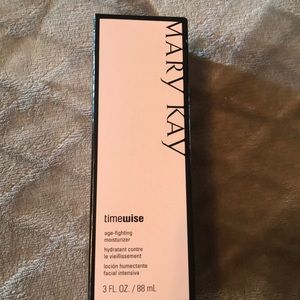 MARY KAY
timewise
age-fighting
moisturizer
hydratant contre
le vieillissement
loción humectante
facial intensiva
3 FL. OZ. / 88 mL